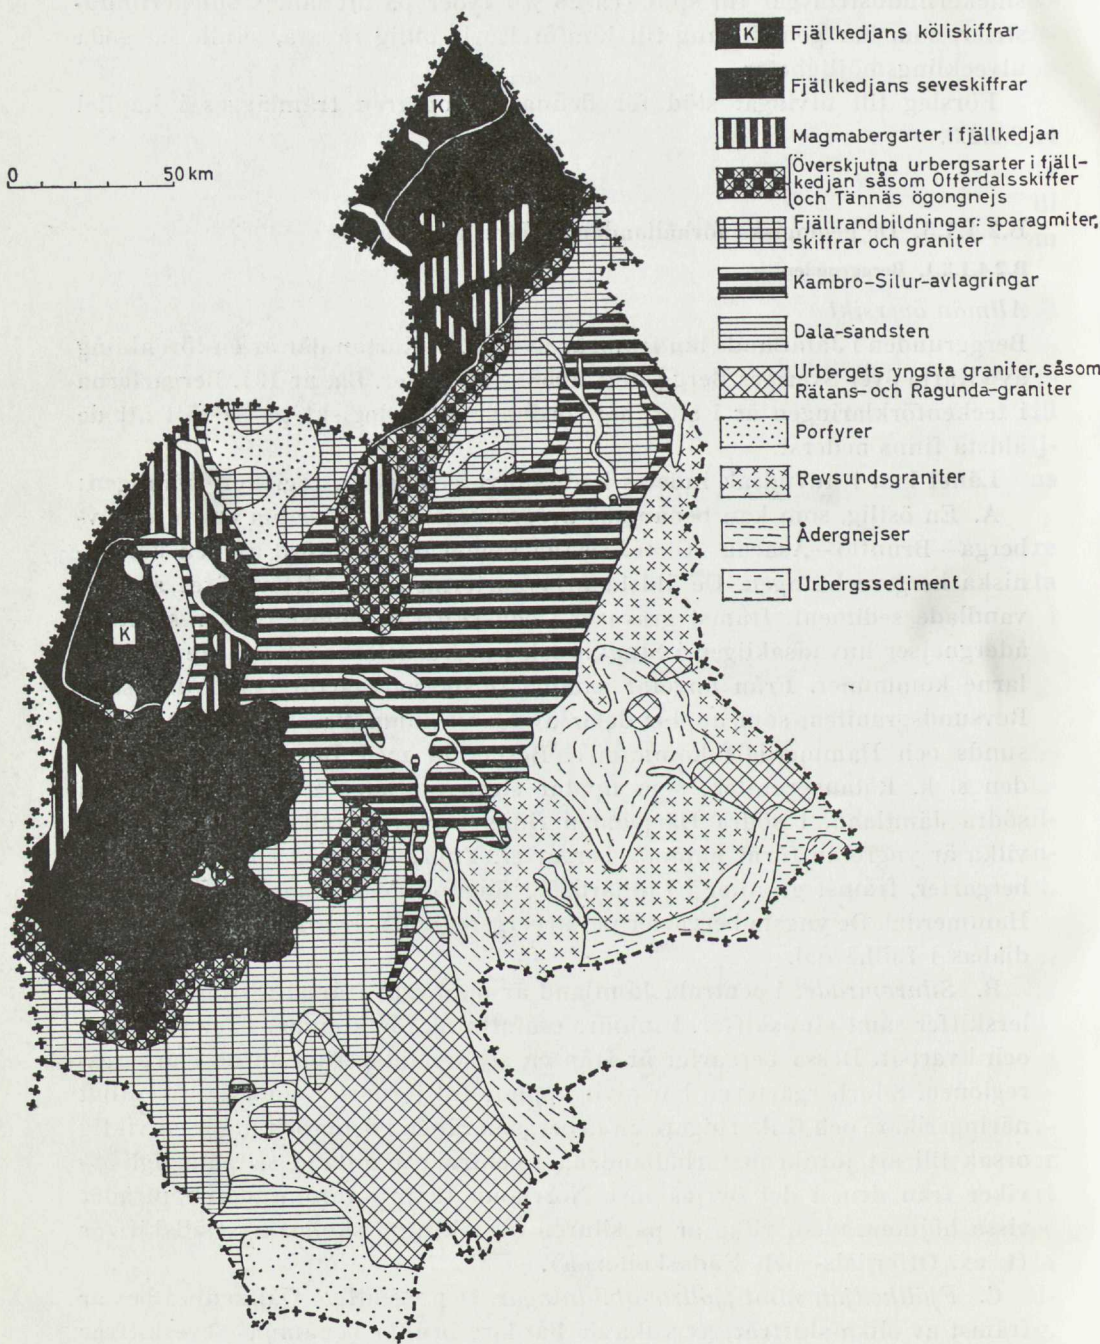 K Fjällkedjans köliskiffrar
K
Fjällkedjans seveskiffrar
Magmabergarter i fjällkedjan
0 50 km
Överskjutna urbergsarter i fjäll-
kedjan såsom Offerdalsskiffer
och Tännäs ögongnejs
Fjällrandbildningar: sparagmiter,
skiffrar och graniter
Kambro-Silur-avlagringar
Dala-sandsten
Urbergets yngsta graniter, såsom
Rätans- och Ragunda-graniter
Porfyrer
Revsundsgraniter
Ådergnejser
Urbergssediment
K